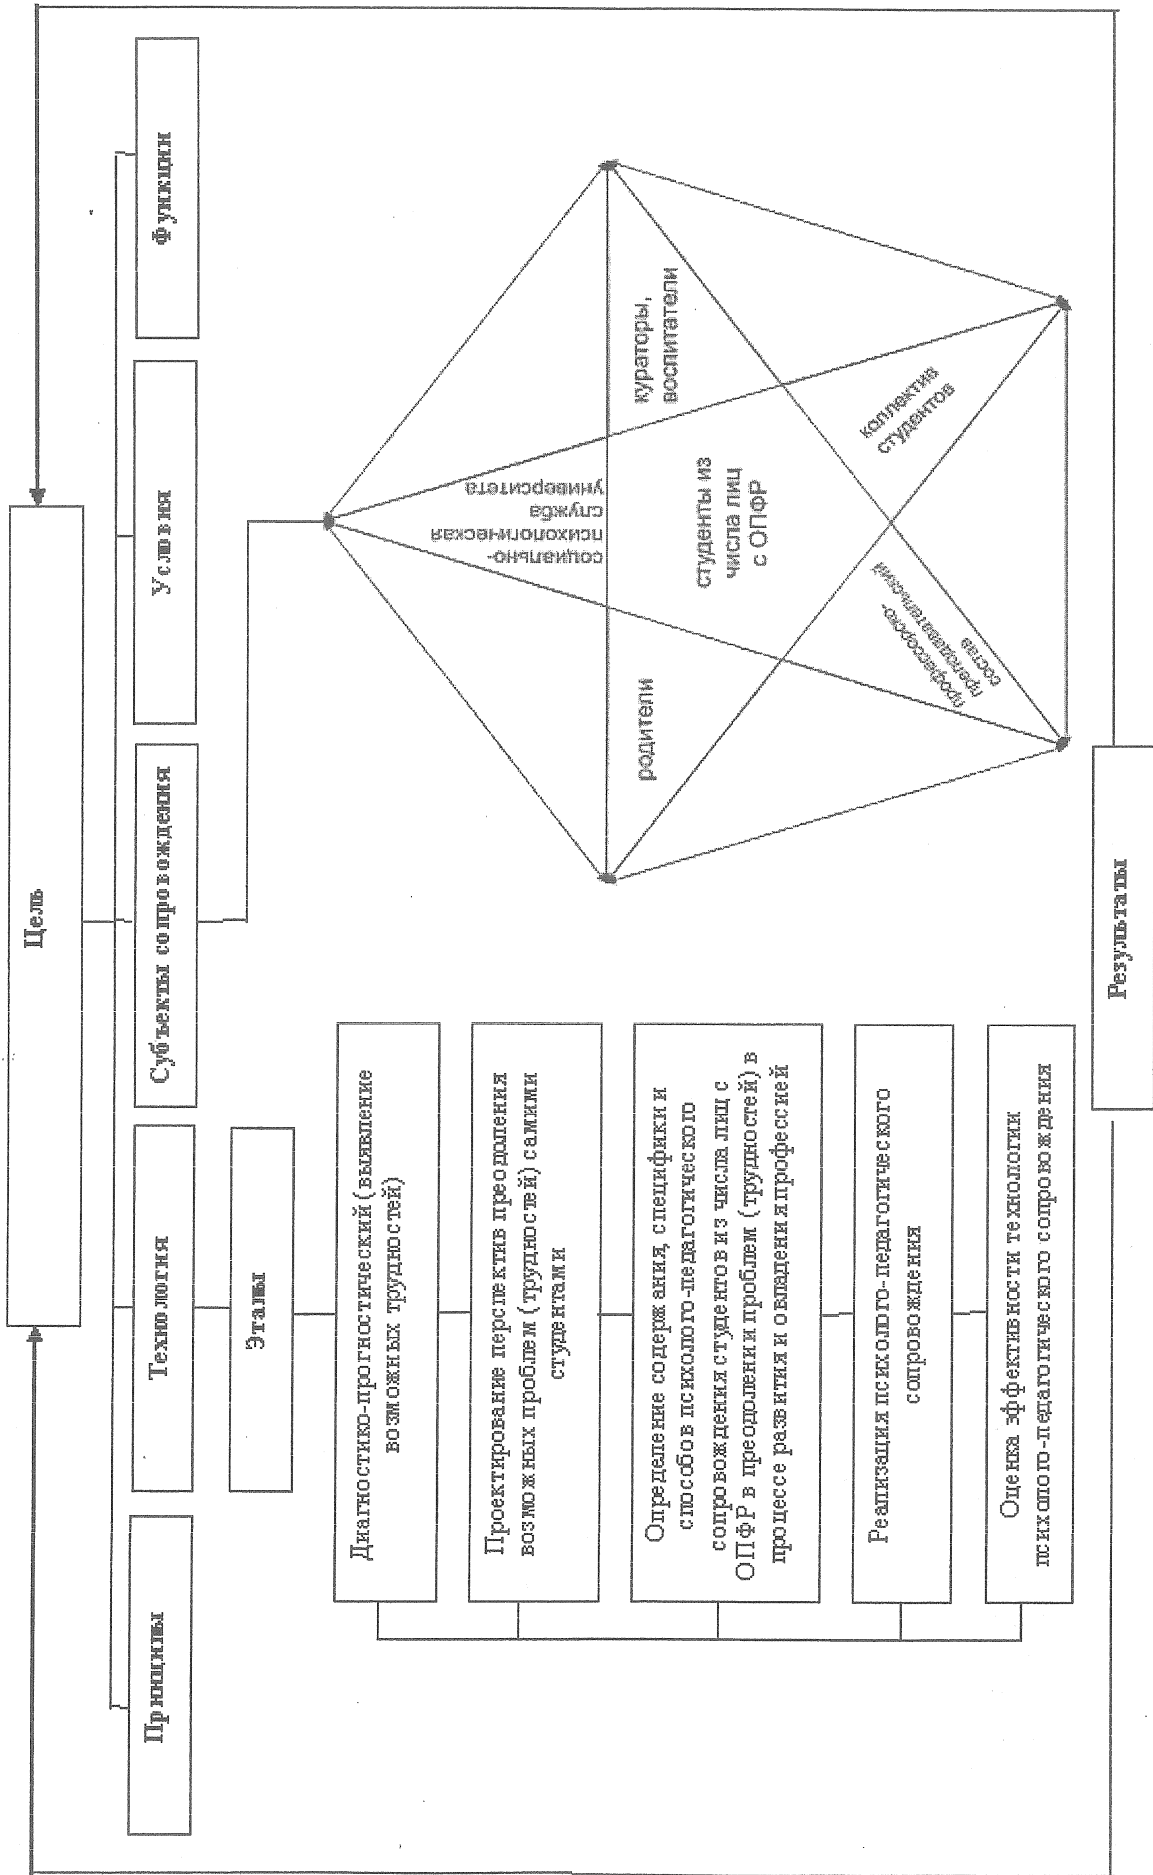 Цель
Принципы
Технология
Субъекты сопровождения
Условия
Функции
Этапы
Диагностико-прогностический (выявление
возможных трудностей)
Проектирование перспектив преодоления
возможных проблем (трудностей) самими
студентами
Определение содержания, специфики и
способов психолого-педагогического
сопровождения студентов из числа лиц с
ОПФР в преодолении проблем (трудностей) в
процессе развития и овладения профессией
Реализация психолого-педагогического
сопровождения
Оценка эффективности технологии
психолого-педагогического сопровождения
социально-
психологическая
служба
университета
родители
кураторы,
воспитатели
студенты из
числа лиц
с ОПФР
профессорско-
преподавательский
состав
коллектив
студентов
Результаты